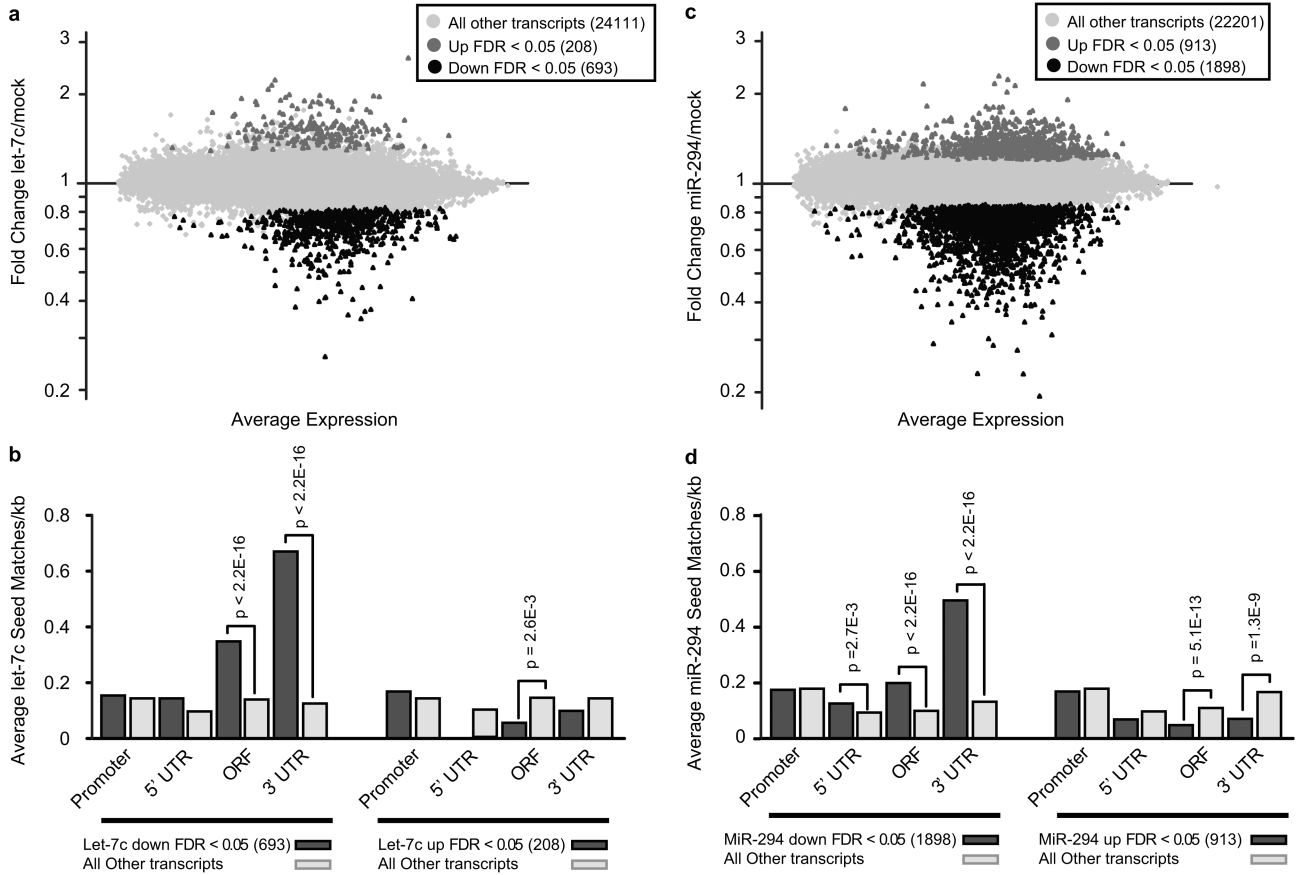 a
All other transcripts (24111)
Up FDR < 0.05 (208)
Down FDR < 0.05 (693)
3
2
1
0.8
0.6
0.4
0.2
Fold Change let-7c/mock
Average Expression
c
All other transcripts (22201)
Up FDR < 0.05 (913)
Down FDR < 0.05 (1898)
3
2
1
0.8
0.6
0.4
0.2
Fold Change miR-294/mock
Average Expression
b
Average let-7c Seed Matches/kb
0.8
0.6
0.4
0.2
0
p < 2.2E-16
p < 2.2E-16
p = 2.6E-3
Promoter
5' UTR
ORF
3' UTR
Promoter
5' UTR
ORF
3' UTR
Let-7c down FDR < 0.05 (693)
All Other transcripts
Let-7c up FDR < 0.05 (208)
All Other transcripts
d
Average miR-294 Seed Matches/kb
0.8
0.6
0.4
0.2
0
p =2.7E-3
p < 2.2E-16
p < 2.2E-16
p = 5.1E-13
p =1.3E-9
Promoter
5' UTR
ORF
3' UTR
Promoter
5' UTR
ORF
3' UTR
MiR-294 down FDR < 0.05 (1898)
All Other transcripts
MiR-294 up FDR < 0.05 (913)
All Other transcripts